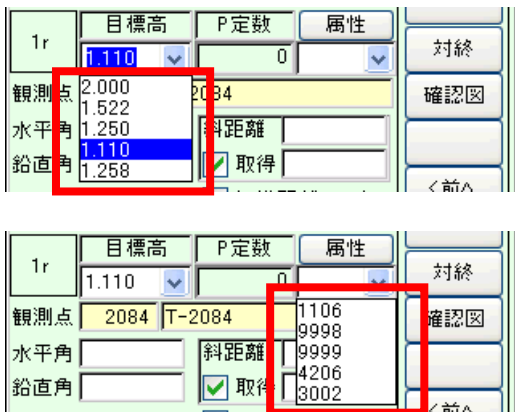 1r 目標高 P定数 属性 対終
1.110 0
観測点 2084 確認図
水平角 斜距離
鉛直角 取得
2.000
1.522
1.250
1.110
1.258
<前へ
1r 目標高 P定数 属性 対終
1.110 0
観測点 2084 T-2084 確認図
水平角 斜距離
鉛直角 取得
1106
9998
9999
4206
3002
<前へ